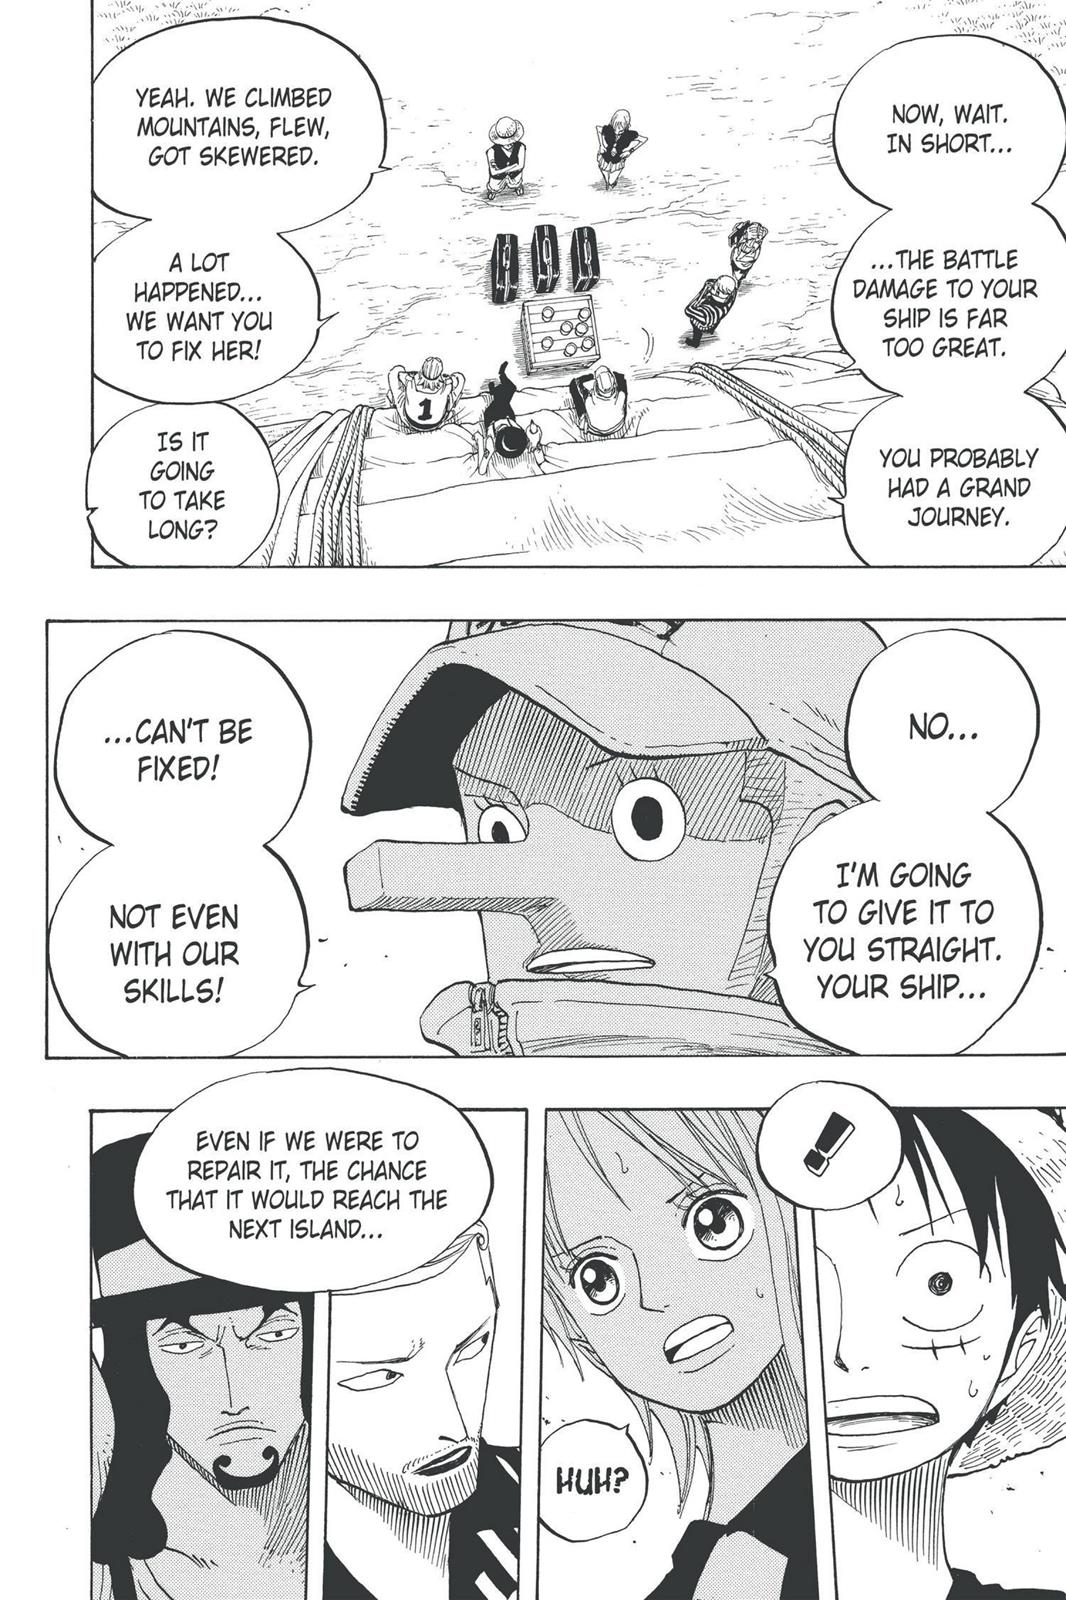 NOW, WAIT.
IN SHORT...
...THE BATTLE
DAMAGE TO YOUR
SHIP IS FAR
TOO GREAT.
YOU PROBABLY
HAD A GRAND
JOURNEY.
YEAH. WE CLIMBED
MOUNTAINS, FLEW,
GOT SKEWERED.
A LOT
HAPPENED...
WE WANT YOU
TO FIX HER!
IS IT
GOING
TO TAKE
LONG?
1
NO...
I'M GOING
TO GIVE IT TO
YOU STRAIGHT.
YOUR SHIP...
...CAN'T BE
FIXED!
NOT EVEN
WITH OUR
SKILLS!
!
HUH?
EVEN IF WE WERE TO
REPAIR IT, THE CHANCE
THAT IT WOULD REACH THE
NEXT ISLAND...